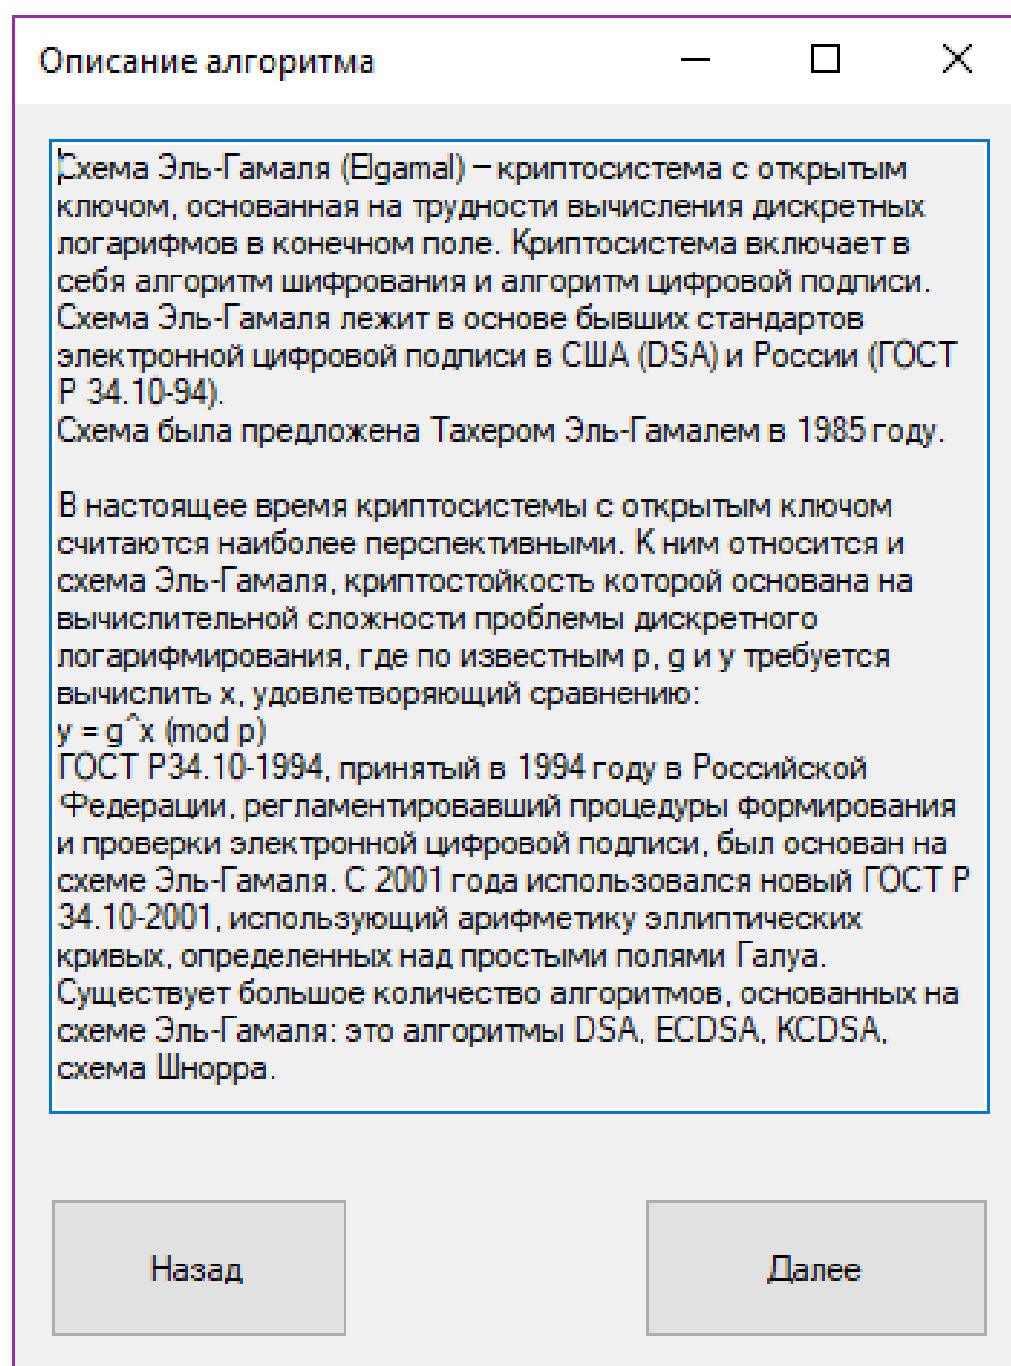 Описание алгоритма
Схема Эль-Гамаля (Elgamal) – криптосистема с открытым
ключом, основанная на трудности вычисления дискретных
логарифмов в конечном поле. Криптосистема включает в
себя алгоритм шифрования и алгоритм цифровой подписи.
Схема Эль-Гамаля лежит в основе бывших стандартов
электронной цифровой подписи в США (DSA) и России (ГОСТ
Р 34.10-94).
Схема была предложена Тахером Эль-Гамалем в 1985 году.
В настоящее время криптосистемы с открытым ключом
считаются наиболее перспективными. К ним относится и
схема Эль-Гамаля, криптостойкость которой основана на
вычислительной сложности проблемы дискретного
логарифмирования, где по известным p, g и y требуется
вычислить x, удовлетворяющий сравнению:
y = g^x (mod p)
ГОСТ Р34.10-1994, принятый в 1994 году в Российской
Федерации, регламентировавший процедуры формирования
и проверки электронной цифровой подписи, был основан на
схеме Эль-Гамаля. С 2001 года использовался новый ГОСТ Р
34.10-2001, использующий арифметику эллиптических
кривых, определенных над простыми полями Галуа.
Существует большое количество алгоритмов, основанных на
схеме Эль-Гамаля: это алгоритмы DSA, ECDSA, KCDSA,
схема Шнорра.
Назад
Далее